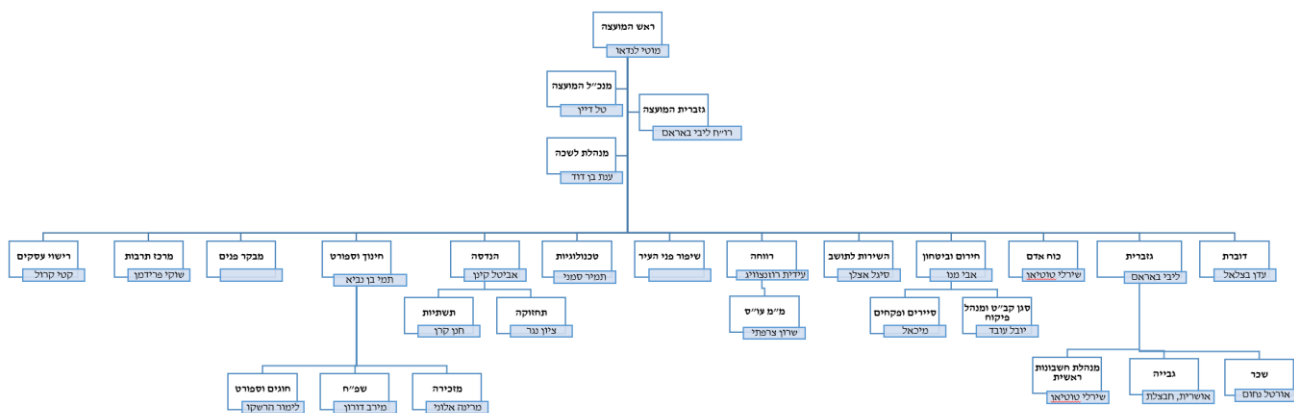 ראש המועצה
מוטי לנדאו
מנכ״ל המועצה
טל דיין
גזברית המועצה
רו״ח ליבי באראם
מנהלת לשכה
ענת בן דוד
דוברת
עדן בצלאל
גזברית
ליבי באראם
כוח אדם
שירלי טוטיאן
חירום וביטחון
אבי מנו
השירות לתושב
סיגל אצלן
רווחה
עידית רוזנצוויג
שיפור פני העיר
טכנולוגיות
תמיר סמני
הנדסה
אביטל קינן
חינוך וספורט
תמי בן נביא
מבקר פנים
מרכז תרבות
שוקי פרידמן
רישוי עסקים
קטי קרול
סגן קב״ט ומנהל
פיקוח
יובל עובד
סיירים ופקחים
מיכאל
מ״מ עו״ס
שרון צרפתי
תחזוקה
ציון נגר
תשתיות
חנן קרן
שכר
אורטל נחום
גבייה
אושרית, חבצלת
מנהלת חשבונות
ראשית
שירלי טוטיאן
מזכירה
מרינה אלוני
שפ״ח
מירב דורון
חוגים וספורט
לימור הרשקו